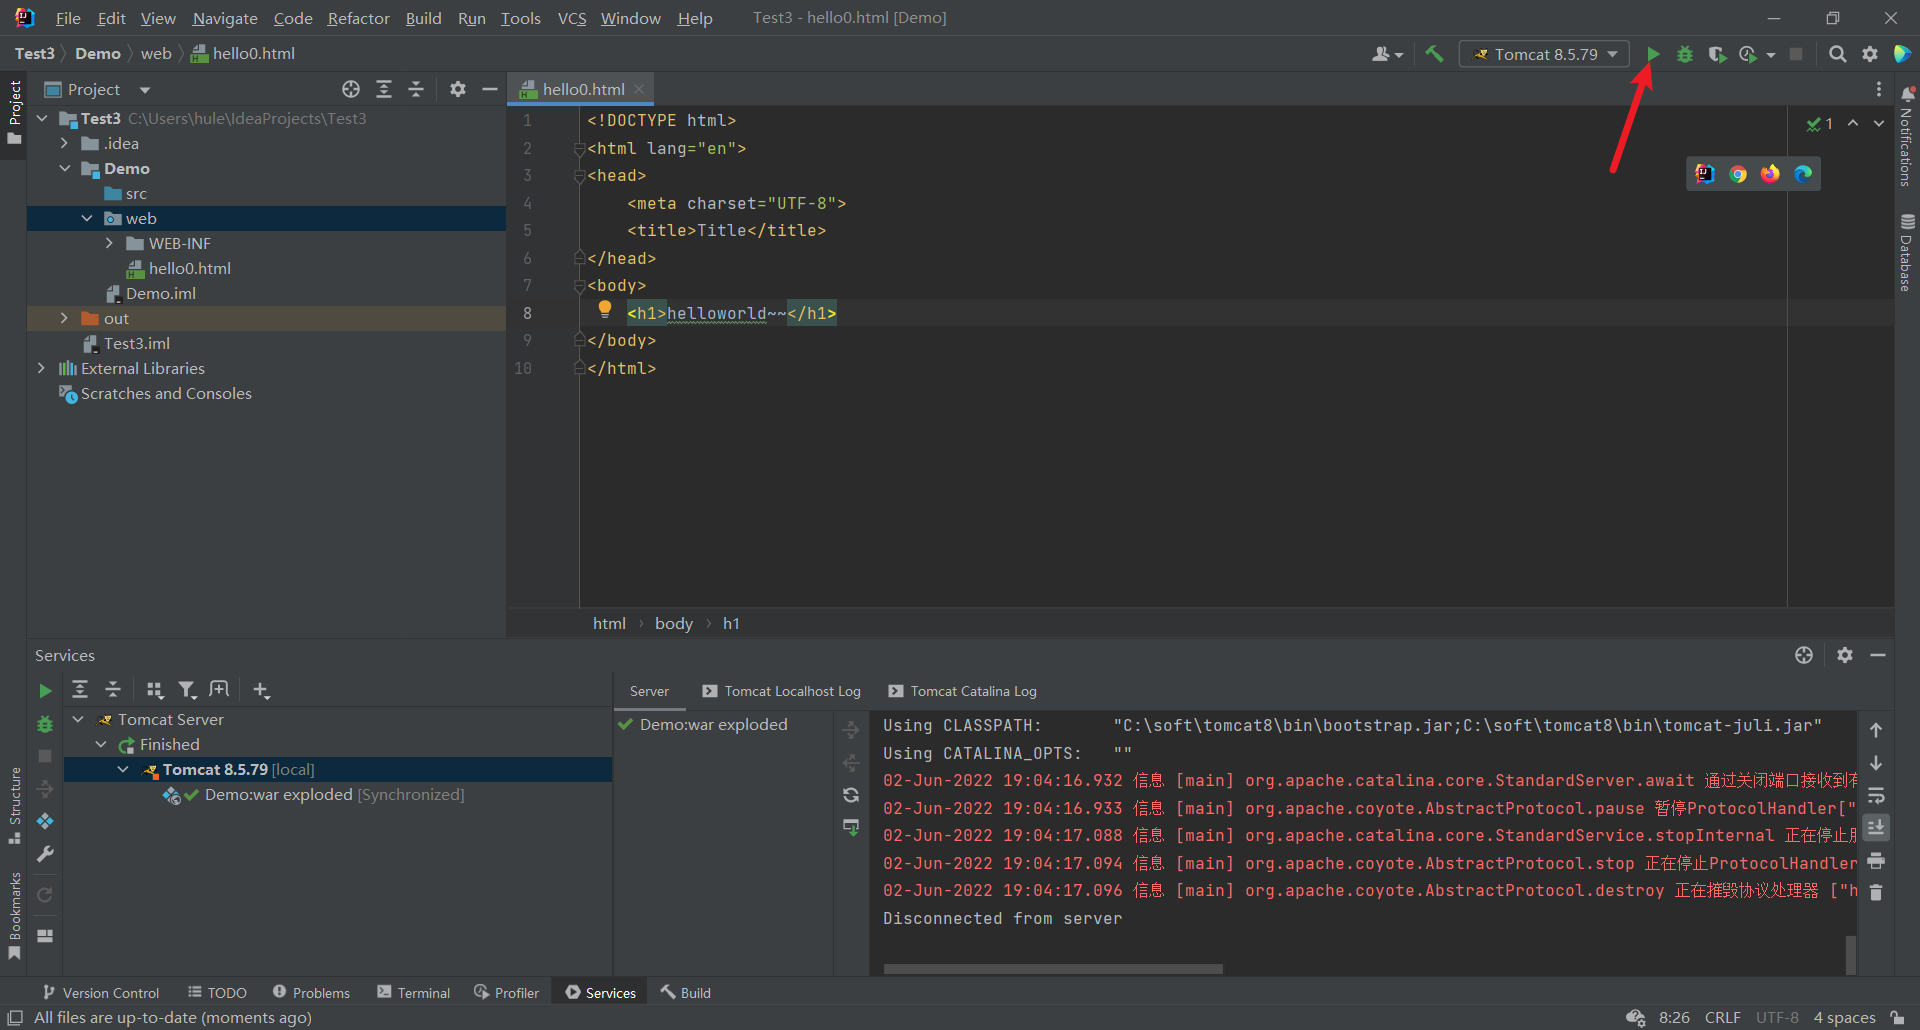 File Edit View Navigate Code Refactor Build Run Tools VCS Window Help Test3 - hello0.html [Demo]
Test3 Demo web hello0.html
Tomcat 8.5.79
Project
Project
hello0.html
Test3 C:\Users\hule\IdeaProjects\Test3
.idea
Demo
src
web
WEB-INF
hello0.html
Demo.iml
out
Test3.iml
External Libraries
Scratches and Consoles
1 <!DOCTYPE html>
2 <html lang="en">
3 <head>
4 <meta charset="UTF-8">
5 <title>Title</title>
6 </head>
7 <body>
8 <h1>helloworld~~</h1>
9 </body>
10 </html>
1
Notifications
Database
html body h1
Services
Tomcat Server
Finished
Tomcat 8.5.79 [local]
Demo:war exploded [Synchronized]
Server Tomcat Localhost Log Tomcat Catalina Log
Demo:war exploded
Using CLASSPATH: "C:\soft\tomcat8\bin\bootstrap.jar;C:\soft\tomcat8\bin\tomcat-juli.jar"
Using CATALINA_OPTS: ""
02-Jun-2022 19:04:16.932 信息 [main] org.apache.catalina.core.StandardServer.await 通过关闭端口接收到有
02-Jun-2022 19:04:16.933 信息 [main] org.apache.coyote.AbstractProtocol.pause 暂停ProtocolHandler["
02-Jun-2022 19:04:17.088 信息 [main] org.apache.catalina.core.StandardService.stopInternal 正在停止服
02-Jun-2022 19:04:17.094 信息 [main] org.apache.coyote.AbstractProtocol.stop 正在停止ProtocolHandler
02-Jun-2022 19:04:17.096 信息 [main] org.apache.coyote.AbstractProtocol.destroy 正在摧毁协议处理器 ["h
Disconnected from server
Structure
Bookmarks
Version Control TODO Problems Terminal Profiler Services Build
All files are up-to-date (moments ago)
8:26 CRLF UTF-8 4 spaces